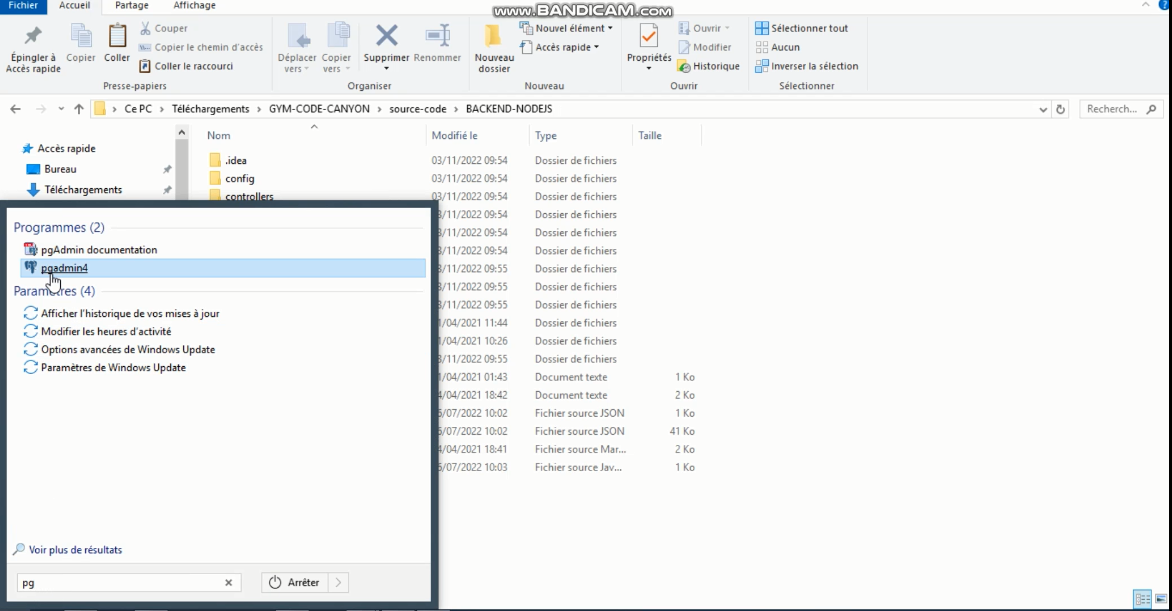 Fichier Accueil Partage Affichage
www.BANDICAM.com
Épingler à Accès rapide
Copier
Coller
Couper
Copier le chemin d'accès
Coller le raccourci
Presse-papiers
Déplacer vers
Copier vers
Supprimer
Renommer
Organiser
Nouveau dossier
Nouvel élément
Accès rapide
Nouveau
Propriétés
Ouvrir
Modifier
Historique
Ouvrir
Sélectionner tout
Aucun
Inverser la sélection
Sélectionner
Ce PC > Téléchargements > GYM-CODE-CANYON > source-code > BACKEND-NODEJS
Recherc...
Nom Modifié le Type Taille
Accès rapide
Bureau
Téléchargements
.idea 03/11/2022 09:54 Dossier de fichiers
config 03/11/2022 09:54 Dossier de fichiers
controllers 03/11/2022 09:54 Dossier de fichiers
3/11/2022 09:54 Dossier de fichiers
3/11/2022 09:54 Dossier de fichiers
3/11/2022 09:54 Dossier de fichiers
3/11/2022 09:55 Dossier de fichiers
3/11/2022 09:55 Dossier de fichiers
3/11/2022 09:55 Dossier de fichiers
1/04/2021 11:44 Dossier de fichiers
1/04/2021 10:26 Dossier de fichiers
3/11/2022 09:55 Dossier de fichiers
1/04/2021 01:43 Document texte 1 Ko
4/04/2021 18:42 Document texte 2 Ko
6/07/2022 10:02 Fichier source JSON 1 Ko
6/07/2022 10:02 Fichier source JSON 41 Ko
4/04/2021 18:41 Fichier source Mar... 2 Ko
6/07/2022 10:03 Fichier source Jav... 1 Ko
Programmes (2)
pgAdmin documentation
pgadmin4
Paramètres (4)
Afficher l'historique de vos mises à jour
Modifier les heures d'activité
Options avancées de Windows Update
Paramètres de Windows Update
Voir plus de résultats
pg
Arrêter